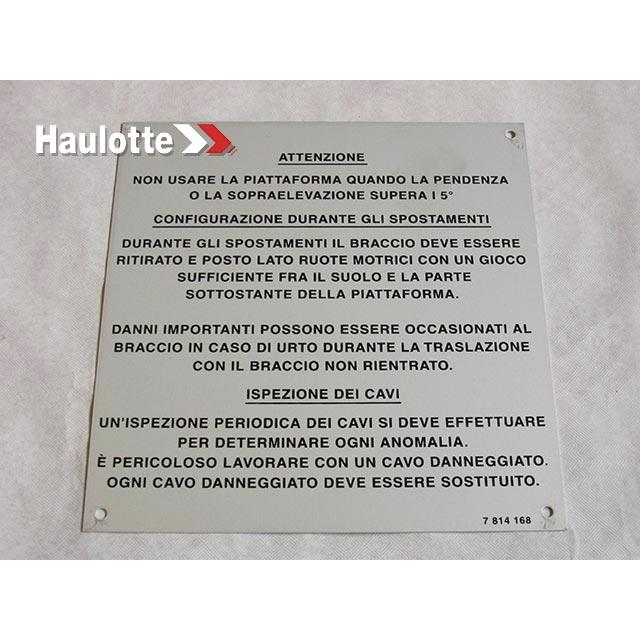 Haulotte
ATTENZIONE
NON USARE LA PIATTAFORMA QUANDO LA PENDENZA
O LA SOPRAELEVAZIONE SUPERA I 5°
CONFIGURAZIONE DURANTE GLI SPOSTAMENTI
DURANTE GLI SPOSTAMENTI IL BRACCIO DEVE ESSERE
RITIRATO E POSTO LATO RUOTE MOTRICI CON UN GIOCO
SUFFICIENTE FRA IL SUOLO E LA PARTE
SOTTOSTANTE DELLA PIATTAFORMA.
DANNI IMPORTANTI POSSONO ESSERE OCCASIONATI AL
BRACCIO IN CASO DI URTO DURANTE LA TRASLAZIONE
CON IL BRACCIO NON RIENTRATO.
ISPEZIONE DEI CAVI
UN'ISPEZIONE PERIODICA DEI CAVI SI DEVE EFFETTUARE
PER DETERMINARE OGNI ANOMALIA.
È PERICOLOSO LAVORARE CON UN CAVO DANNEGGIATO.
OGNI CAVO DANNEGGIATO DEVE ESSERE SOSTITUITO.
7 814 168